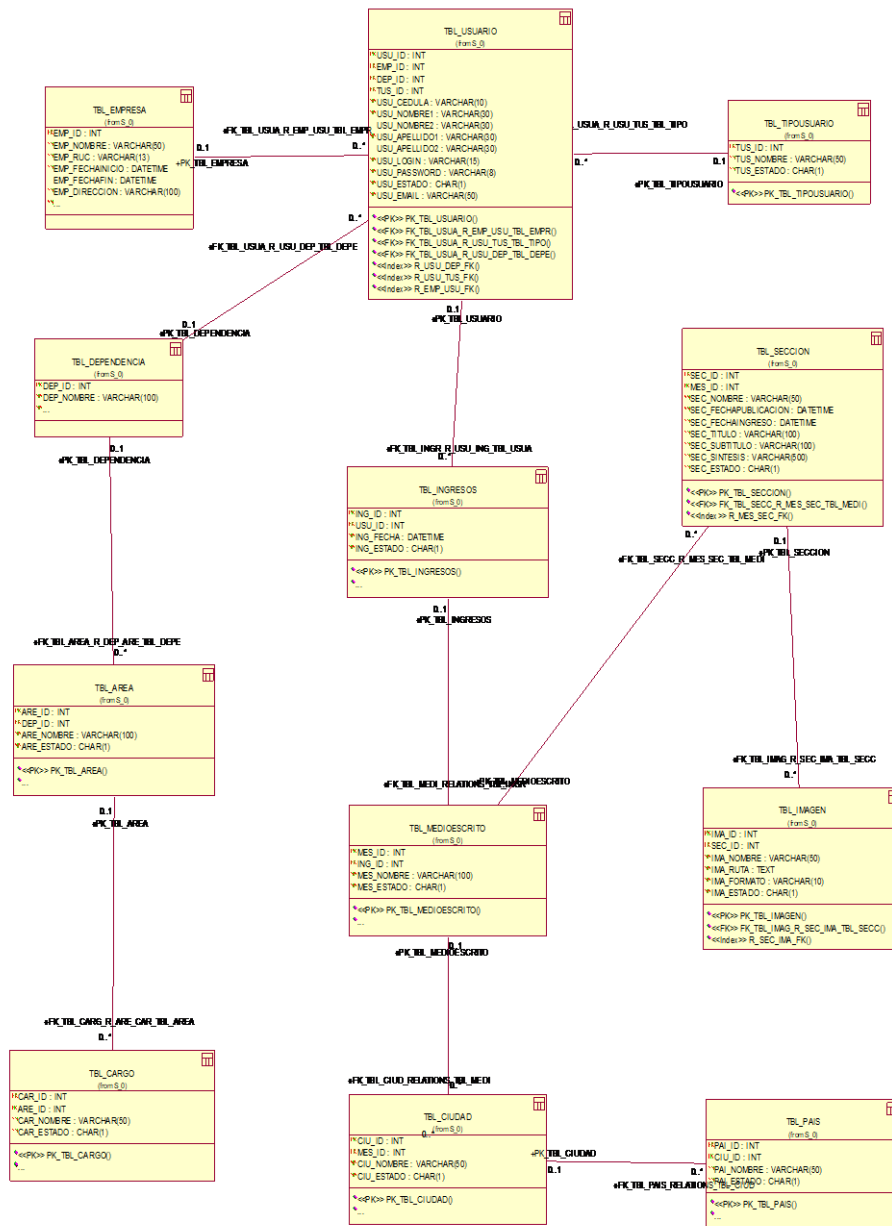 TBL_USUARIO
(from S_0)
USU_ID : INT
EMP_ID : INT
DEP_ID : INT
TUS_ID : INT
USU_CEDULA : VARCHAR(10)
USU_NOMBRE1 : VARCHAR(30)
USU_NOMBRE2 : VARCHAR(30)
USU_APELLIDO1 : VARCHAR(30)
USU_APELLIDO2 : VARCHAR(30)
USU_LOGIN : VARCHAR(15)
USU_PASSWORD : VARCHAR(8)
USU_ESTADO : CHAR(1)
USU_EMAIL : VARCHAR(50)
<<PK>> PK_TBL_USUARIO()
<<FK>> FK_TBL_USUA_R_EMP_USU_TBL_EMPR()
<<FK>> FK_TBL_USUA_R_USU_TUS_TBL_TIPO()
<<FK>> FK_TBL_USUA_R_USU_DEP_TBL_DEPE()
<<Index>> R_USU_DEP_FK()
<<Index>> R_USU_TUS_FK()
<<Index>> R_EMP_USU_FK()
TBL_EMPRESA
(from S_0)
EMP_ID : INT
EMP_NOMBRE : VARCHAR(50)
EMP_RUC : VARCHAR(13)
EMP_FECHAINICIO : DATETIME
EMP_FECHAFIN : DATETIME
EMP_DIRECCION : VARCHAR(100)
...
+FK_TBL_USUA_R_EMP_USU_TBL_EMPR
0..1
0..*
+PK_TBL_EMPRESA
_USUA_R_USU_TUS_TBL_TIPO
0..*
0..1
+PK_TBL_TIPOUSUARIO
TBL_TIPOUSUARIO
(from S_0)
TUS_ID : INT
TUS_NOMBRE : VARCHAR(50)
TUS_ESTADO : CHAR(1)
<<PK>> PK_TBL_TIPOUSUARIO()
0..*
+FK_TBL_USUA_R_USU_DEP_TBL_DEPE
0..1
+PK_TBL_DEPENDENCIA
0..1
+PK_TBL_USUARIO
TBL_DEPENDENCIA
(from S_0)
DEP_ID : INT
DEP_NOMBRE : VARCHAR(100)
...
0..1
+PK_TBL_DEPENDENCIA
TBL_SECCION
(from S_0)
SEC_ID : INT
MES_ID : INT
SEC_NOMBRE : VARCHAR(50)
SEC_FECHAPUBLICACION : DATETIME
SEC_FECHAINGRESO : DATETIME
SEC_TITULO : VARCHAR(100)
SEC_SUBTITULO : VARCHAR(100)
SEC_SINTESIS : VARCHAR(500)
SEC_ESTADO : CHAR(1)
<<PK>> PK_TBL_SECCION()
<<FK>> FK_TBL_SECC_R_MES_SEC_TBL_MEDI()
<<Index>> R_MES_SEC_FK()
+FK_TBL_INGR_R_USU_ING_TBL_USUA
0..*
TBL_INGRESOS
(from S_0)
ING_ID : INT
USU_ID : INT
ING_FECHA : DATETIME
ING_ESTADO : CHAR(1)
<<PK>> PK_TBL_INGRESOS()
...
0..1
+PK_TBL_INGRESOS
0..*
0..1
+PK_TBL_SECCION
+FK_TBL_SECC_R_MES_SEC_TBL_MEDI
+FK_TBL_AREA_R_DEP_ARE_TBL_DEPE
0..*
TBL_AREA
(from S_0)
ARE_ID : INT
DEP_ID : INT
ARE_NOMBRE : VARCHAR(100)
ARE_ESTADO : CHAR(1)
<<PK>> PK_TBL_AREA()
...
0..1
+PK_TBL_AREA
+FK_TBL_IMAG_R_SEC_IMA_TBL_SECC
0..*
+FK_TBL_MEDI_RELATIONS_
_TBL_MEDIOESCRITO
TBL_MEDIOESCRITO
(from S_0)
MES_ID : INT
ING_ID : INT
MES_NOMBRE : VARCHAR(100)
MES_ESTADO : CHAR(1)
<<PK>> PK_TBL_MEDIOESCRITO()
...
0..1
+PK_TBL_MEDIOESCRITO
TBL_IMAGEN
(from S_0)
IMA_ID : INT
SEC_ID : INT
IMA_NOMBRE : VARCHAR(50)
IMA_RUTA : TEXT
IMA_FORMATO : VARCHAR(10)
IMA_ESTADO : CHAR(1)
<<PK>> PK_TBL_IMAGEN()
<<FK>> FK_TBL_IMAG_R_SEC_IMA_TBL_SECC()
<<Index>> R_SEC_IMA_FK()
+FK_TBL_CARG_R_ARE_CAR_TBL_AREA
0..*
TBL_CARGO
(from S_0)
CAR_ID : INT
ARE_ID : INT
CAR_NOMBRE : VARCHAR(50)
CAR_ESTADO : CHAR(1)
<<PK>> PK_TBL_CARGO()
...
+FK_TBL_CIUD_RELATIONS_TBL_MEDI
0..*
TBL_CIUDAD
(from S_0)
0..*
CIU_ID : INT
MES_ID : INT
CIU_NOMBRE : VARCHAR(50)
CIU_ESTADO : CHAR(1)
<<PK>> PK_TBL_CIUDAD()
...
+PK_TBL_CIUDAD
0..1
0..*
+FK_TBL_PAIS_RELATIONS_TBL_CIUD
TBL_PAIS
(from S_0)
PAI_ID : INT
CIU_ID : INT
PAI_NOMBRE : VARCHAR(50)
PAI_ESTADO : CHAR(1)
<<PK>> PK_TBL_PAIS()
...